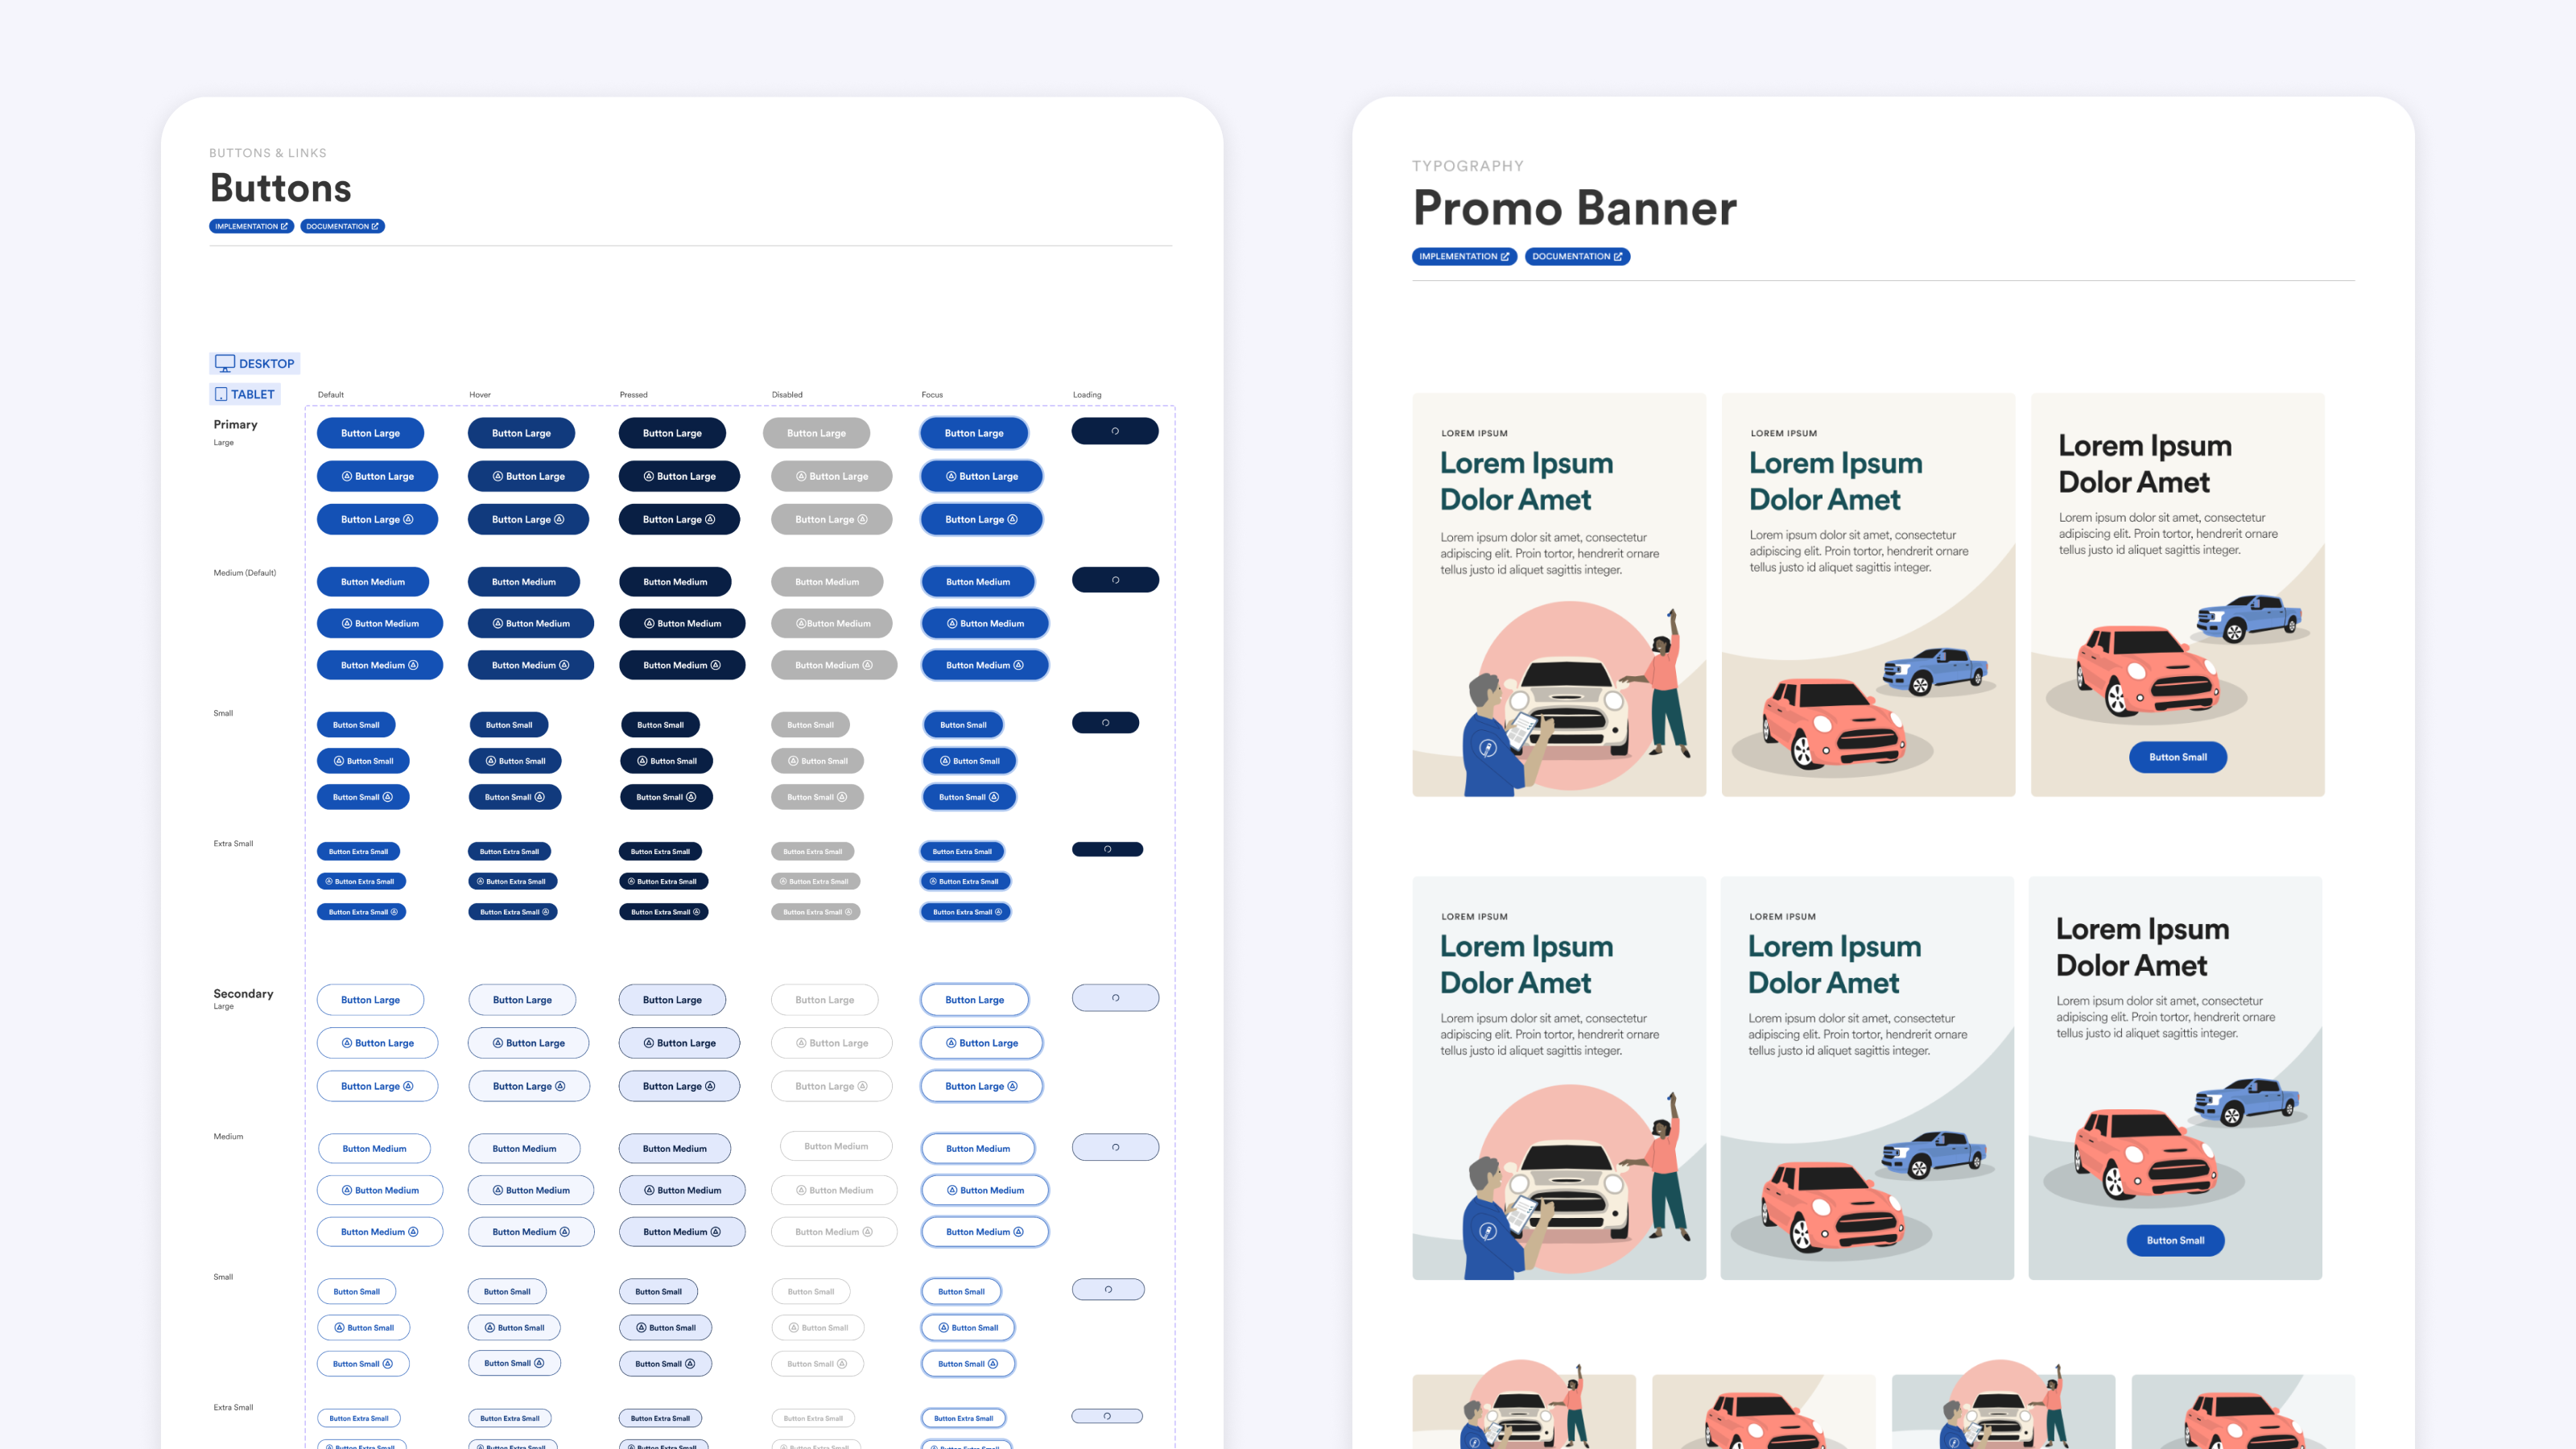 BUTTONS & LINKS
Buttons
IMPLEMENTATION
DOCUMENTATION
DESKTOP
TABLET
Default
Hover
Pressed
Disabled
Focus
Loading
Primary
Large
Button Large Button Large Button Large Button Large Button Large
Button Large Button Large Button Large Button Large Button Large
Button Large Button Large Button Large Button Large Button Large
Medium (Default)
Button Medium Button Medium Button Medium Button Medium Button Medium
Button Medium Button Medium Button Medium Button Medium Button Medium
Button Medium Button Medium Button Medium Button Medium Button Medium
Small
Button Small Button Small Button Small Button Small Button Small
Button Small Button Small Button Small Button Small Button Small
Button Small Button Small Button Small Button Small Button Small
Extra Small
Button Extra Small Button Extra Small Button Extra Small Button Extra Small Button Extra Small
Button Extra Small Button Extra Small Button Extra Small Button Extra Small Button Extra Small
Button Extra Small Button Extra Small Button Extra Small Button Extra Small Button Extra Small
Secondary
Large
Button Large Button Large Button Large Button Large Button Large
Button Large Button Large Button Large Button Large Button Large
Button Large Button Large Button Large Button Large Button Large
Medium
Button Medium Button Medium Button Medium Button Medium Button Medium
Button Medium Button Medium Button Medium Button Medium Button Medium
Button Medium Button Medium Button Medium Button Medium Button Medium
Small
Button Small Button Small Button Small Button Small Button Small
Button Small Button Small Button Small Button Small Button Small
Button Small Button Small Button Small Button Small Button Small
Extra Small
Button Extra Small Button Extra Small Button Extra Small Button Extra Small Button Extra Small
Button Extra Small Button Extra Small Button Extra Small Button Extra Small Button Extra Small
TYPOGRAPHY
Promo Banner
IMPLEMENTATION
DOCUMENTATION
LOREM IPSUM
Lorem Ipsum
Dolor Amet
Lorem ipsum dolor sit amet, consectetur
adipiscing elit. Proin tortor, hendrerit ornare
tellus justo id aliquet sagittis integer.
LOREM IPSUM
Lorem Ipsum
Dolor Amet
Lorem ipsum dolor sit amet, consectetur
adipiscing elit. Proin tortor, hendrerit ornare
tellus justo id aliquet sagittis integer.
Lorem Ipsum
Dolor Amet
Lorem ipsum dolor sit amet, consectetur
adipiscing elit. Proin tortor, hendrerit ornare
tellus justo id aliquet sagittis integer.
Button Small
LOREM IPSUM
Lorem Ipsum
Dolor Amet
Lorem ipsum dolor sit amet, consectetur
adipiscing elit. Proin tortor, hendrerit ornare
tellus justo id aliquet sagittis integer.
LOREM IPSUM
Lorem Ipsum
Dolor Amet
Lorem ipsum dolor sit amet, consectetur
adipiscing elit. Proin tortor, hendrerit ornare
tellus justo id aliquet sagittis integer.
Lorem Ipsum
Dolor Amet
Lorem ipsum dolor sit amet, consectetur
adipiscing elit. Proin tortor, hendrerit ornare
tellus justo id aliquet sagittis integer.
Button Small